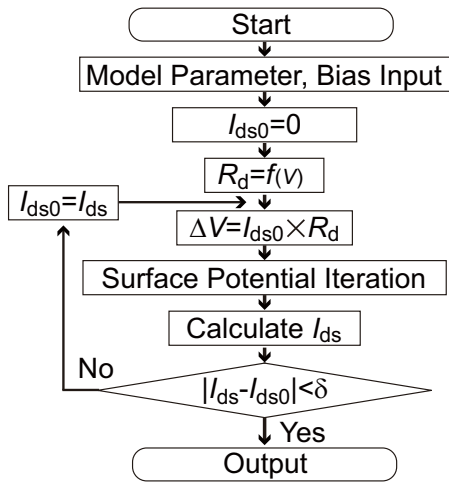 Start
Model Parameter, Bias Input
Ids0=0
Rd=f(V)
Ids0=Ids
ΔV=Ids0×Rd
Surface Potential Iteration
Calculate Ids
No
|Ids-Ids0|<δ
Yes
Output